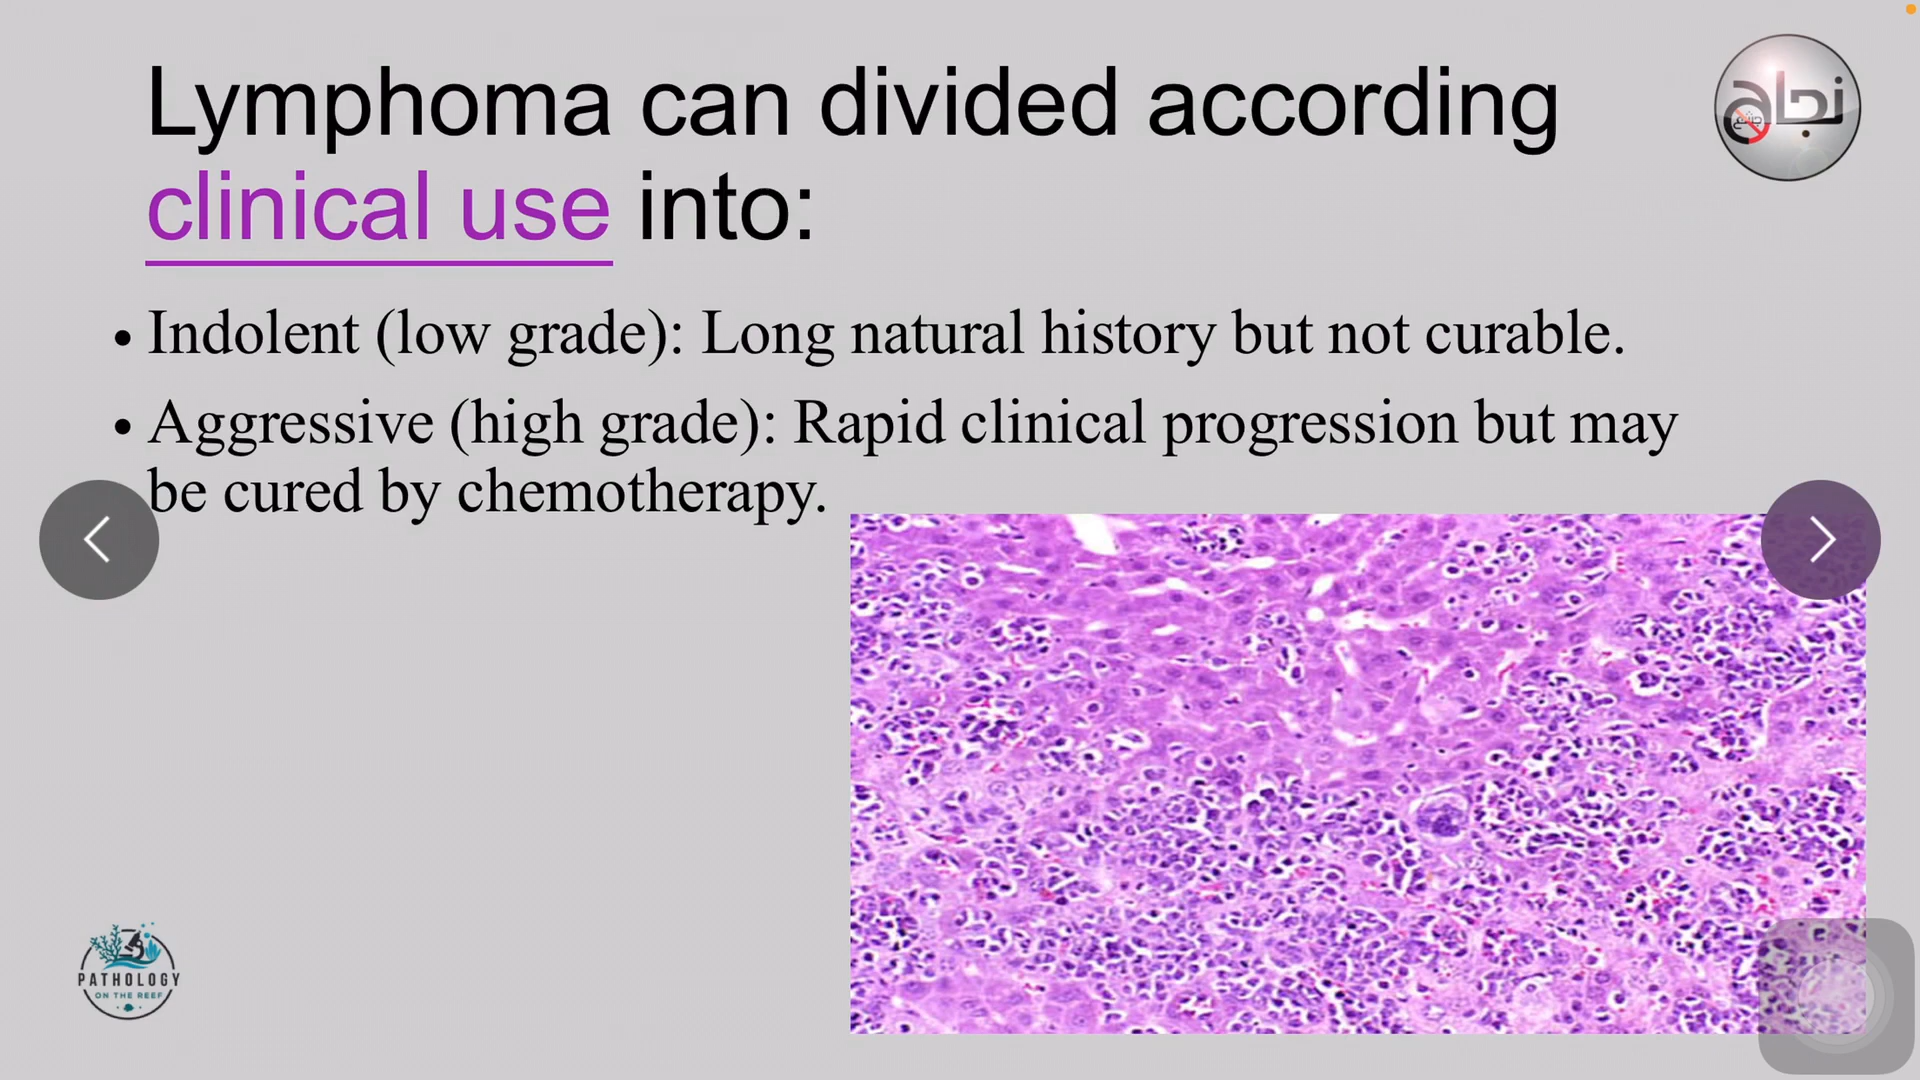 Lymphoma can divided according
clinical use into:
• Indolent (low grade): Long natural history but not curable.
• Aggressive (high grade): Rapid clinical progression but may
be cured by chemotherapy.
PATHOLOGY
ON THE REEF